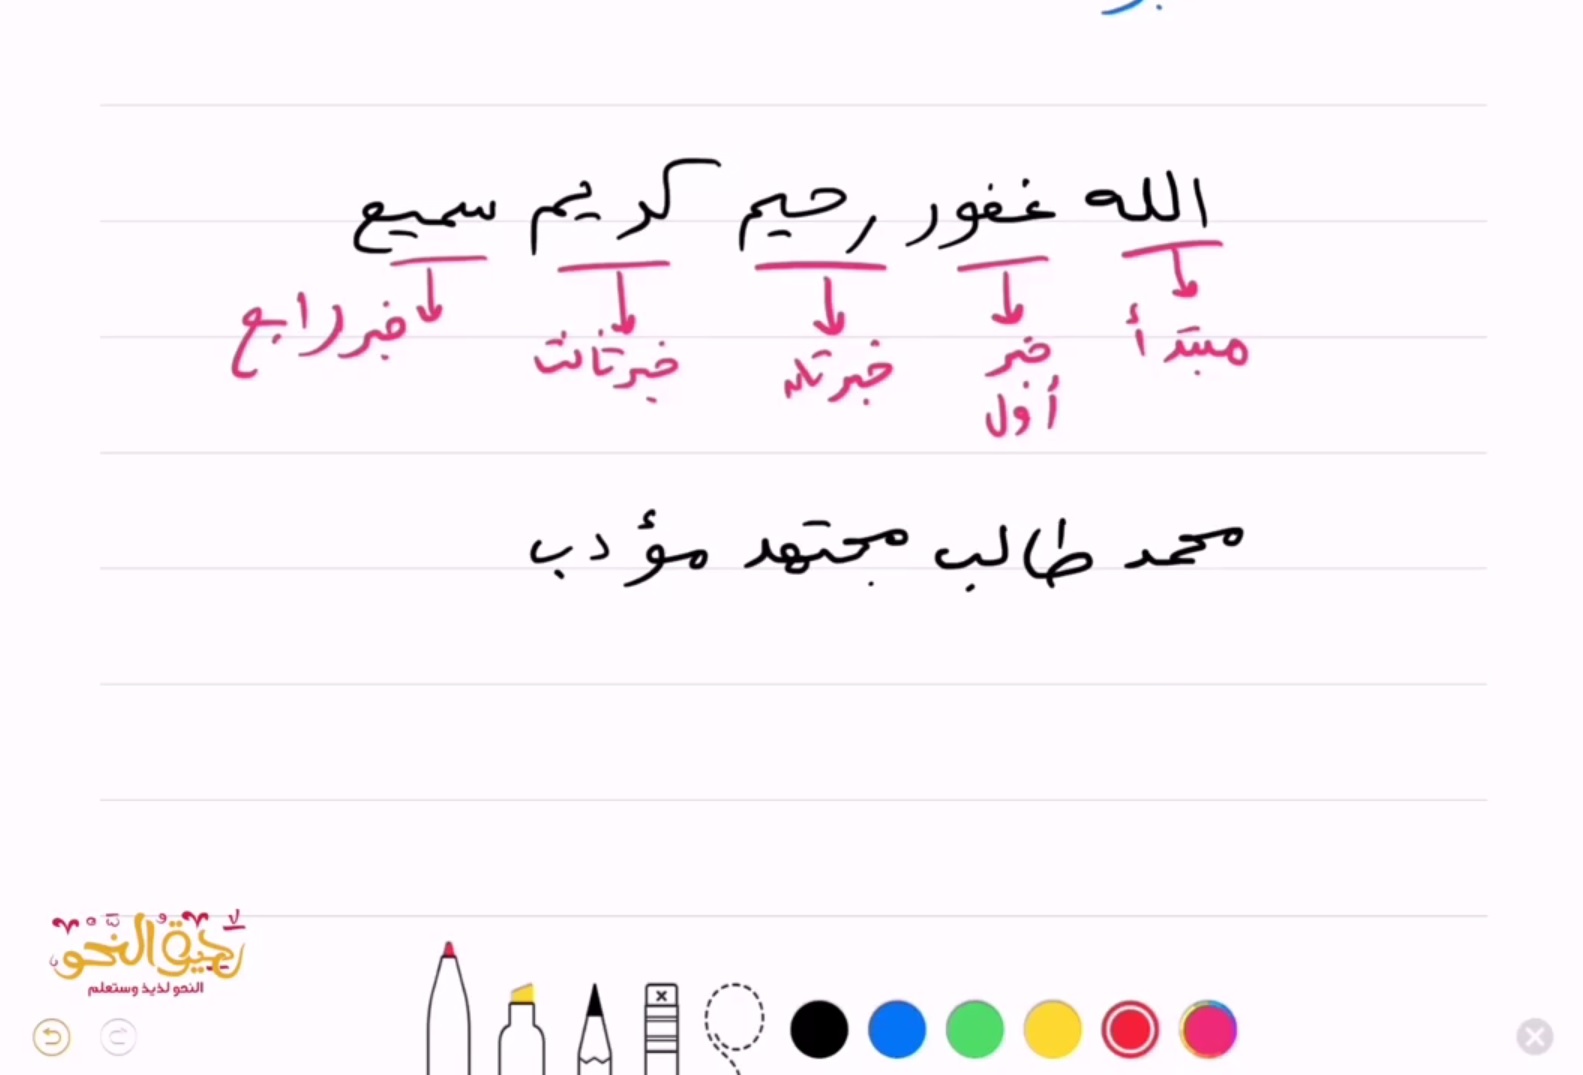 الله غفور رحيم كريم سميع
مبتدأ خبر أول خبر ثان خبر ثالث خبر رابع
محمد طالب مجتهد مؤدب
رحيق النحو
النحو لذيذ وستعلم